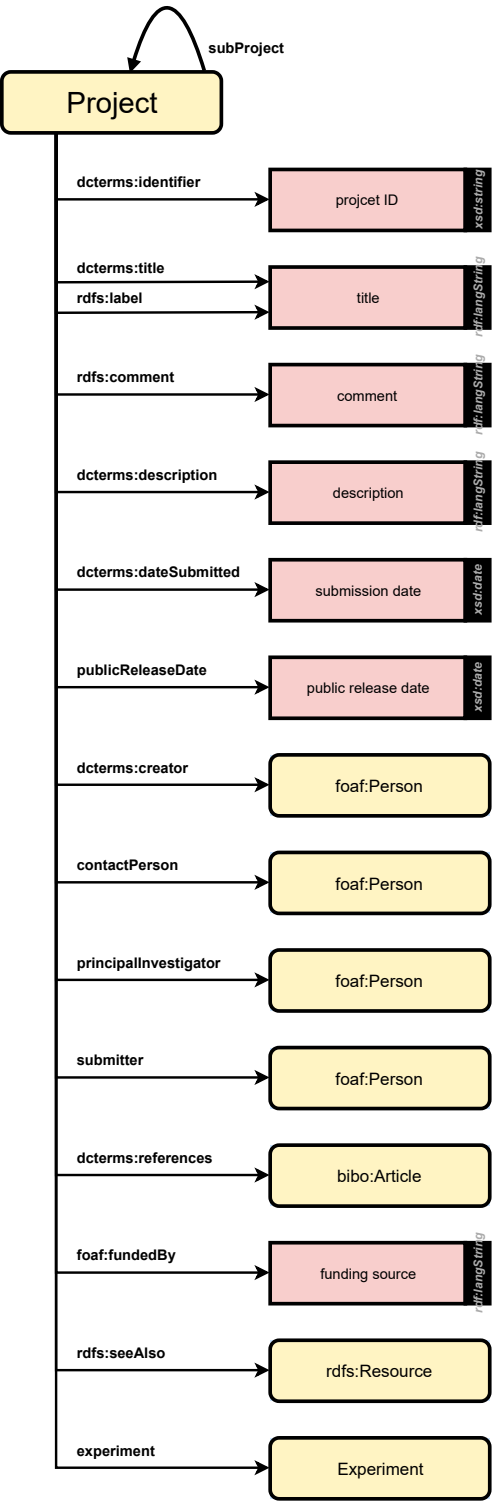 subProject
Project
dcterms:identifier
projcet ID
xsd:string
dcterms:title
rdfs:label
title
rdf:langString
rdfs:comment
comment
rdf:langString
dcterms:description
description
rdf:langString
dcterms:dateSubmitted
submission date
xsd:date
publicReleaseDate
public release date
xsd:date
dcterms:creator
foaf:Person
contactPerson
foaf:Person
principalInvestigator
foaf:Person
submitter
foaf:Person
dcterms:references
bibo:Article
foaf:fundedBy
funding source
rdf:langString
rdfs:seeAlso
rdfs:Resource
experiment
Experiment